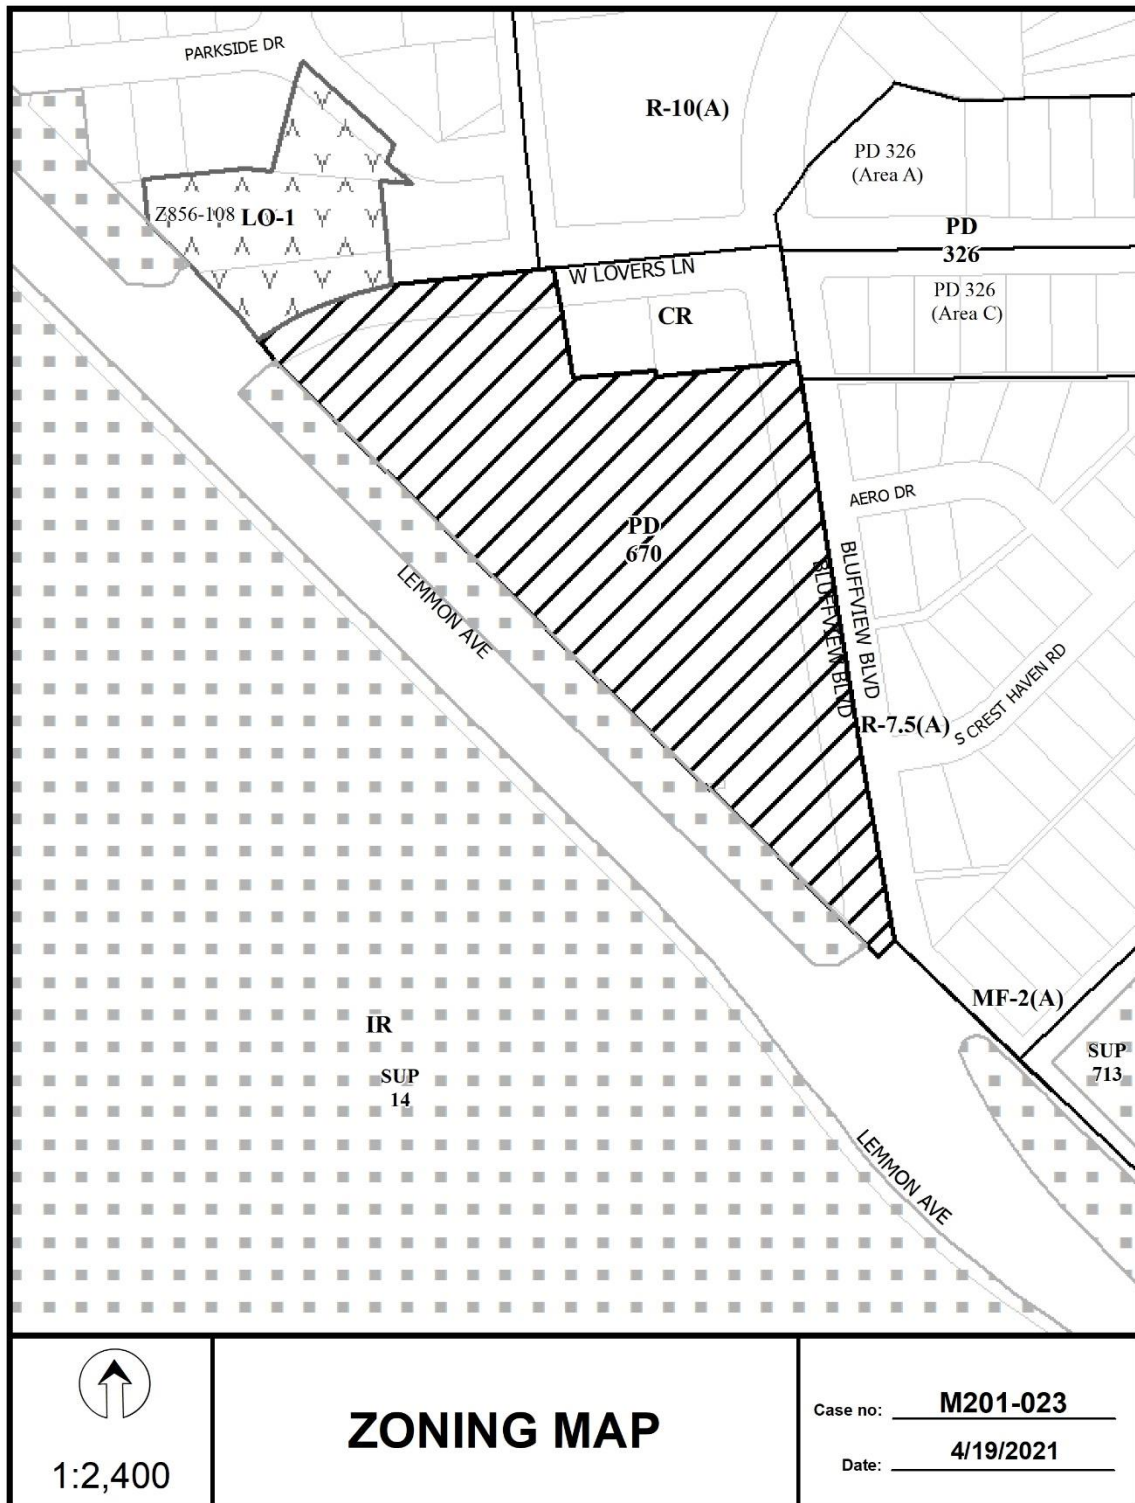 PARKSIDE DR
R-10(A)
PD 326
(Area A)
Z856-108 LO-1
PD
326
W LOVERS LN
PD 326
(Area C)
CR
AERO DR
PD
670
BLUFFVIEW BLVD
BLUFFVIEW BLVD
LEMMON AVE
S CREST HAVEN RD
R-7.5(A)
MF-2(A)
IR
SUP
14
SUP
713
LEMMON AVE
1:2,400
ZONING MAP
Case no: M201-023
Date: 4/19/2021